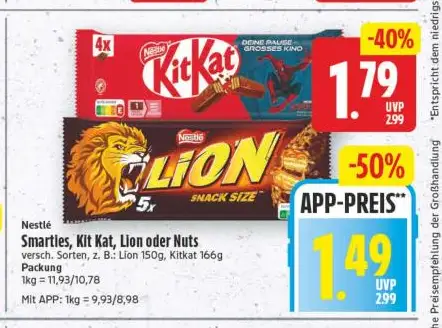 4x
Nestlé
KitKat
DEINE PAUSE
GROSSES KINO
-40%
1.79
UVP
2.99
Nestlé
LION
SNACK SIZE
5x
-50%
APP-PREIS**
1.49
UVP
2.99
Nestlé
Smarties, Kit Kat, Lion oder Nuts
versch. Sorten, z. B.: Lion 150g, Kitkat 166g
Packung
1kg = 11,93/10,78
Mit APP: 1kg = 9,93/8,98
e Preisempfehlung der Großhandlung
*Entspricht dem niedrigs